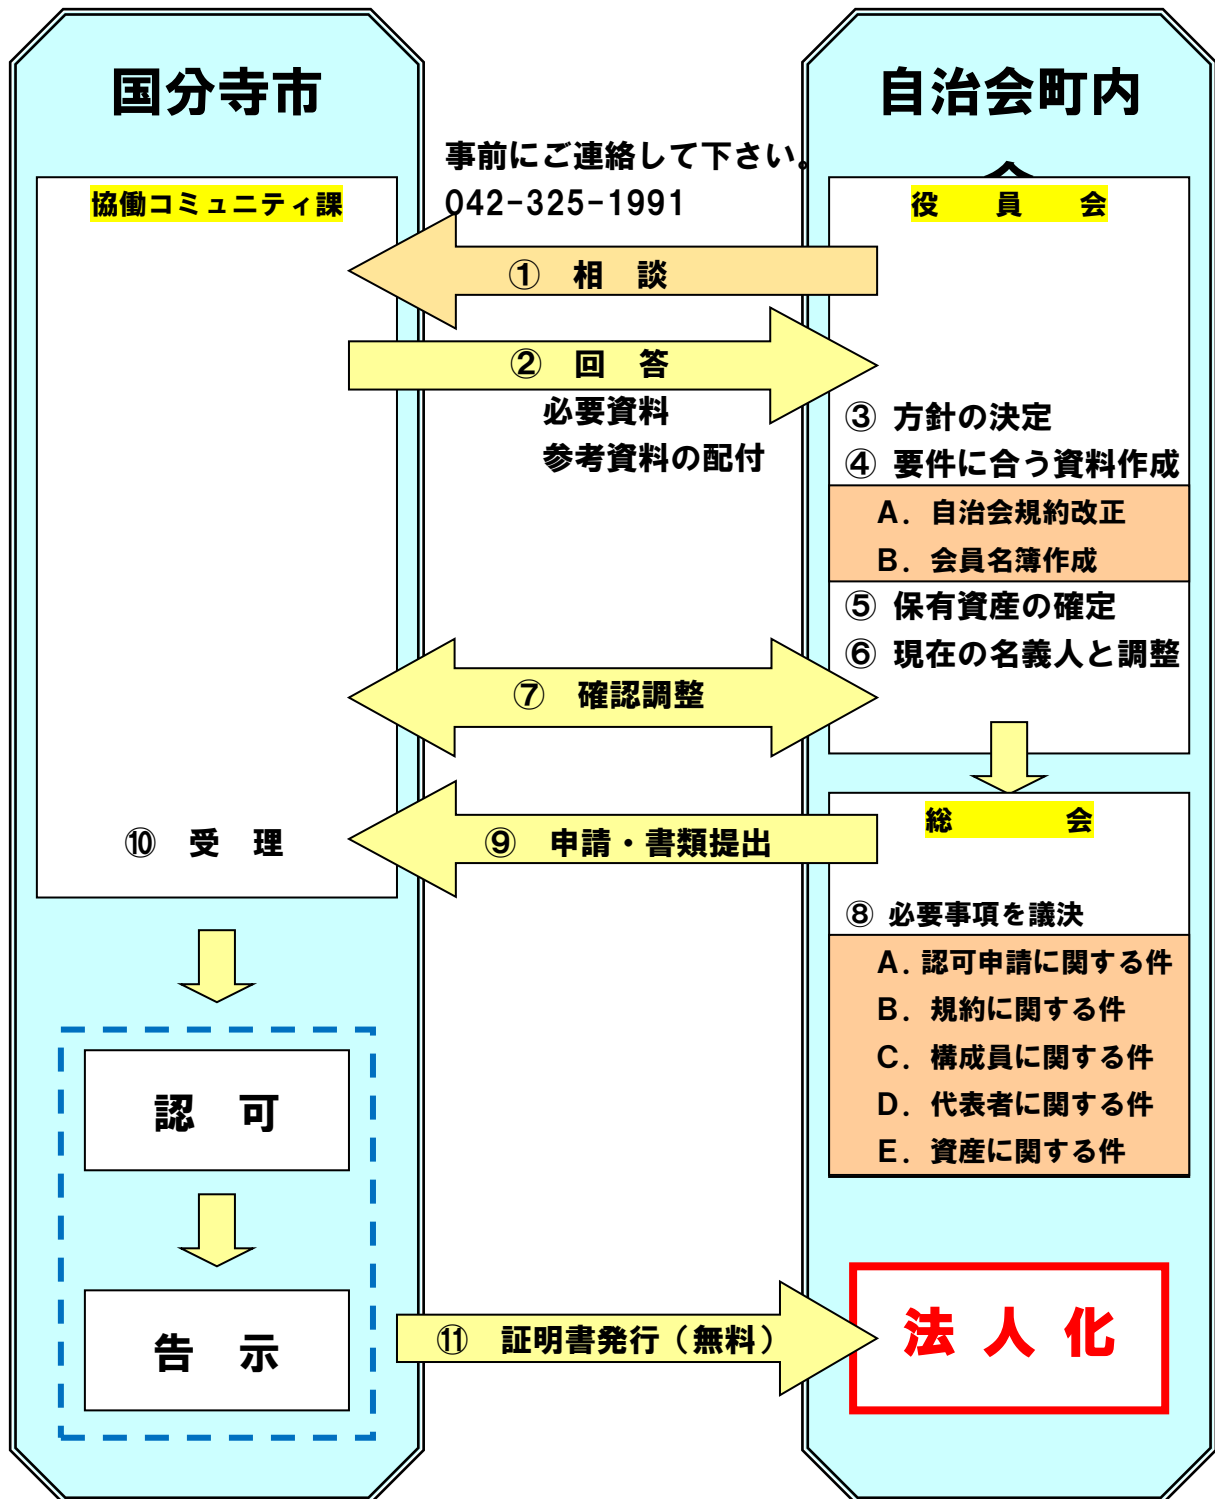 国分寺市
自治会町内
事前にご連絡して下さい。
042-325-1991
協働コミュニティ課
役　員　会
① 相　談
② 回　答
必要資料
参考資料の配付
③ 方針の決定
④ 要件に合う資料作成
A．自治会規約改正
B．会員名簿作成
⑤ 保有資産の確定
⑥ 現在の名義人と調整
⑦ 確認調整
総　会
⑧ 必要事項を議決
A．認可申請に関する件
B．規約に関する件
C．構成員に関する件
D．代表者に関する件
E．資産に関する件
⑨ 申請・書類提出
⑩ 受　理
認　可
告　示
⑪ 証明書発行（無料）
法 人 化